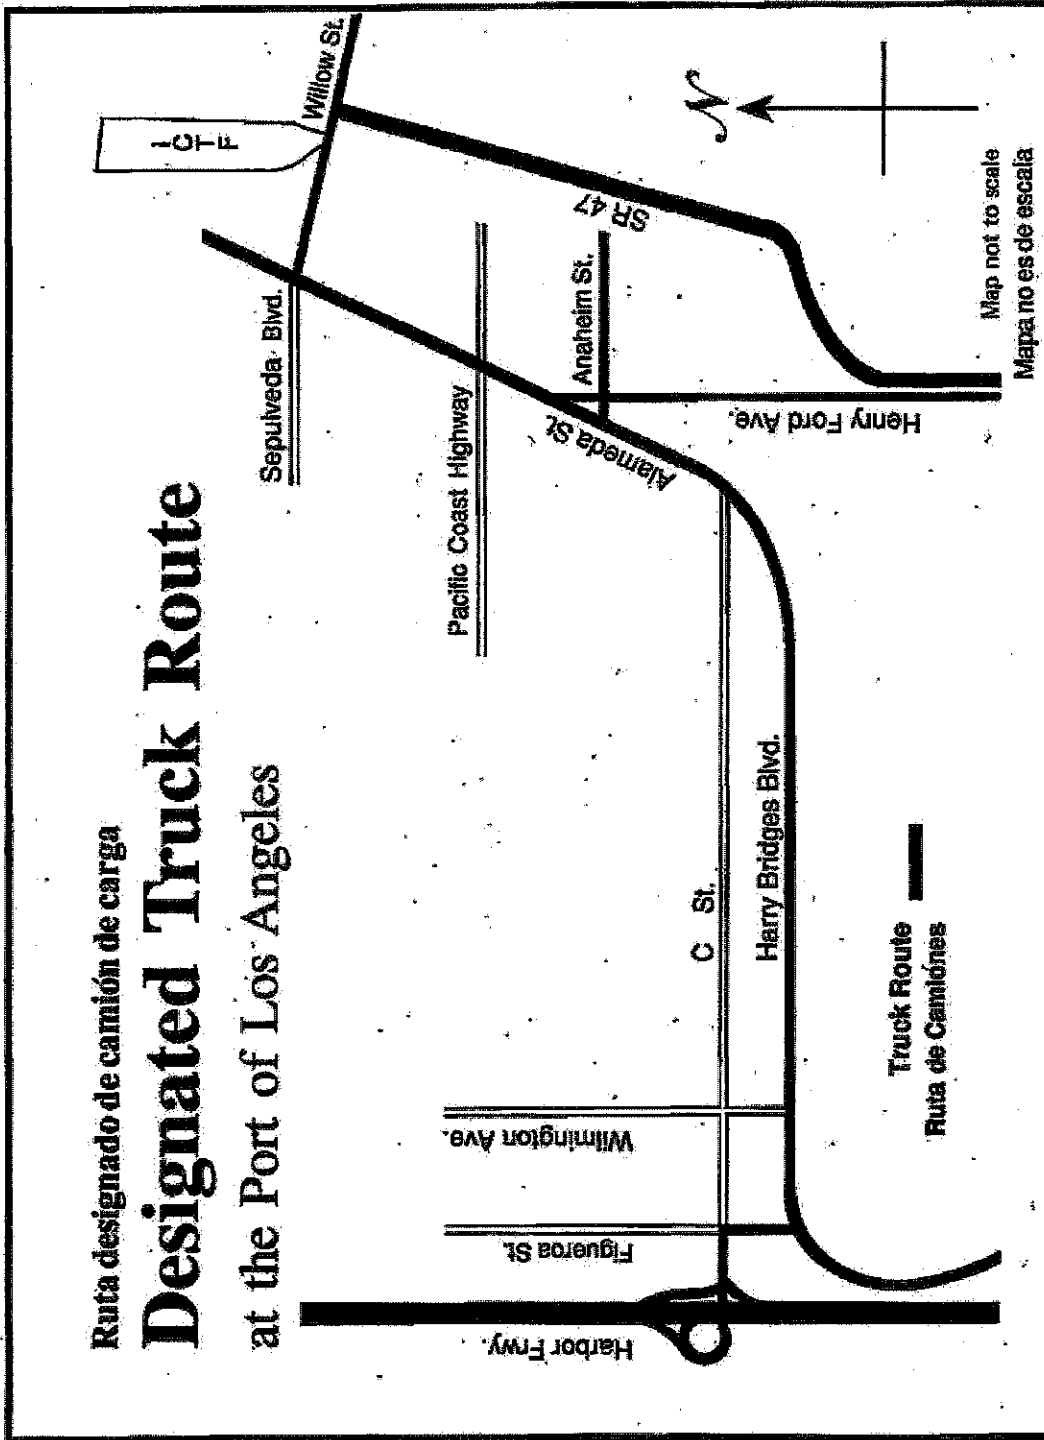 Ruta designado de camión de carga
Designated Truck Route
at the Port of Los Angeles
ICTF
Willow St.
Sepulveda Blvd.
Pacific Coast Highway
SR 47
Anaheim St.
Alameda St.
Henry Ford Ave.
N
Map not to scale
Mapa no es de escala
C St.
Harry Bridges Blvd.
Wilmington Ave.
Figueroa St.
Harbor Frwy.
Truck Route
Ruta de Camiónes